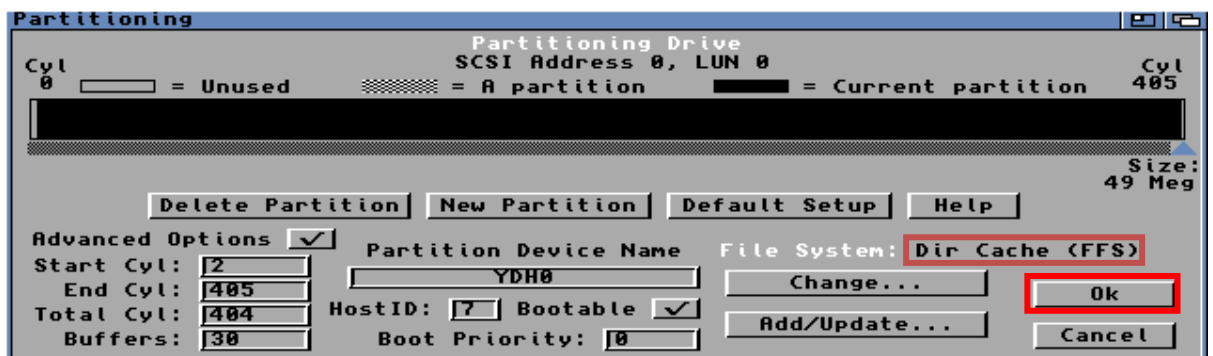 Partitioning
Partitioning Drive
SCSI Address 0, LUN 0
Cyl
0
= Unused
= A partition
= Current partition
Cyl
405
Size:
49 Meg
Delete Partition
New Partition
Default Setup
Help
Advanced Options
Start Cyl: 2
End Cyl: 405
Total Cyl: 404
Buffers: 30
Partition Device Name
YDH0
HostID: 7 Bootable
Boot Priority: 0
File System: Dir Cache (FFS)
Change...
Add/Update...
Ok
Cancel